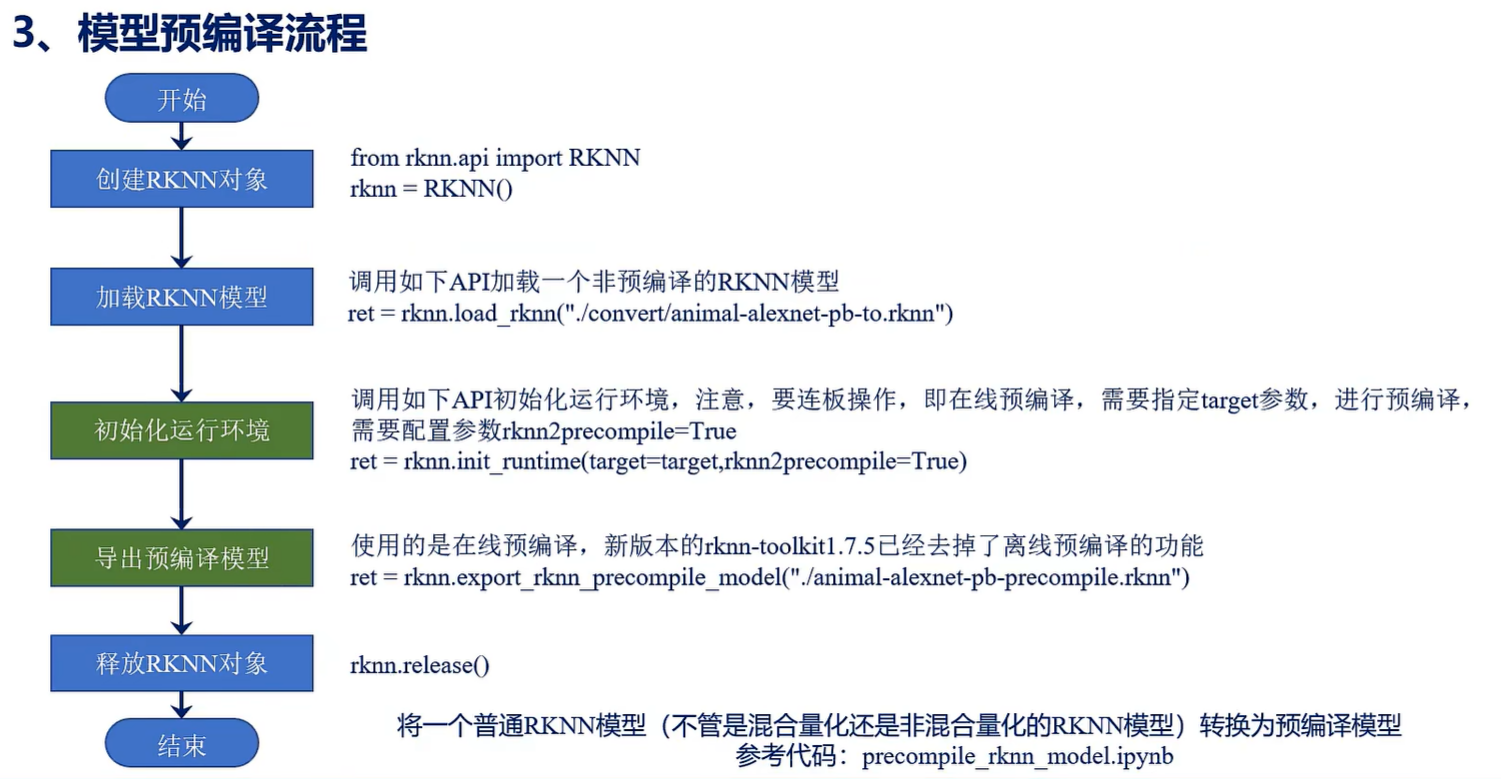 3、模型预编译流程
开始
创建RKNN对象
from rknn.api import RKNN
rknn = RKNN()
加载RKNN模型
调用如下API加载一个非预编译的RKNN模型
ret = rknn.load_rknn("./convert/animal-alexnet-pb-to.rknn")
初始化运行环境
调用如下API初始化运行环境，注意，要连板操作，即在线预编译，需要指定target参数，进行预编译，
需要配置参数rknn2precompile=True
ret = rknn.init_runtime(target=target,rknn2precompile=True)
导出预编译模型
使用的是在线预编译，新版本的rknn-toolkit1.7.5已经去掉了离线预编译的功能
ret = rknn.export_rknn_precompile_model("./animal-alexnet-pb-precompile.rknn")
释放RKNN对象
rknn.release()
结束
将一个普通RKNN模型（不管是混合量化还是非混合量化的RKNN模型）转换为预编译模型
参考代码：precompile_rknn_model.ipynb